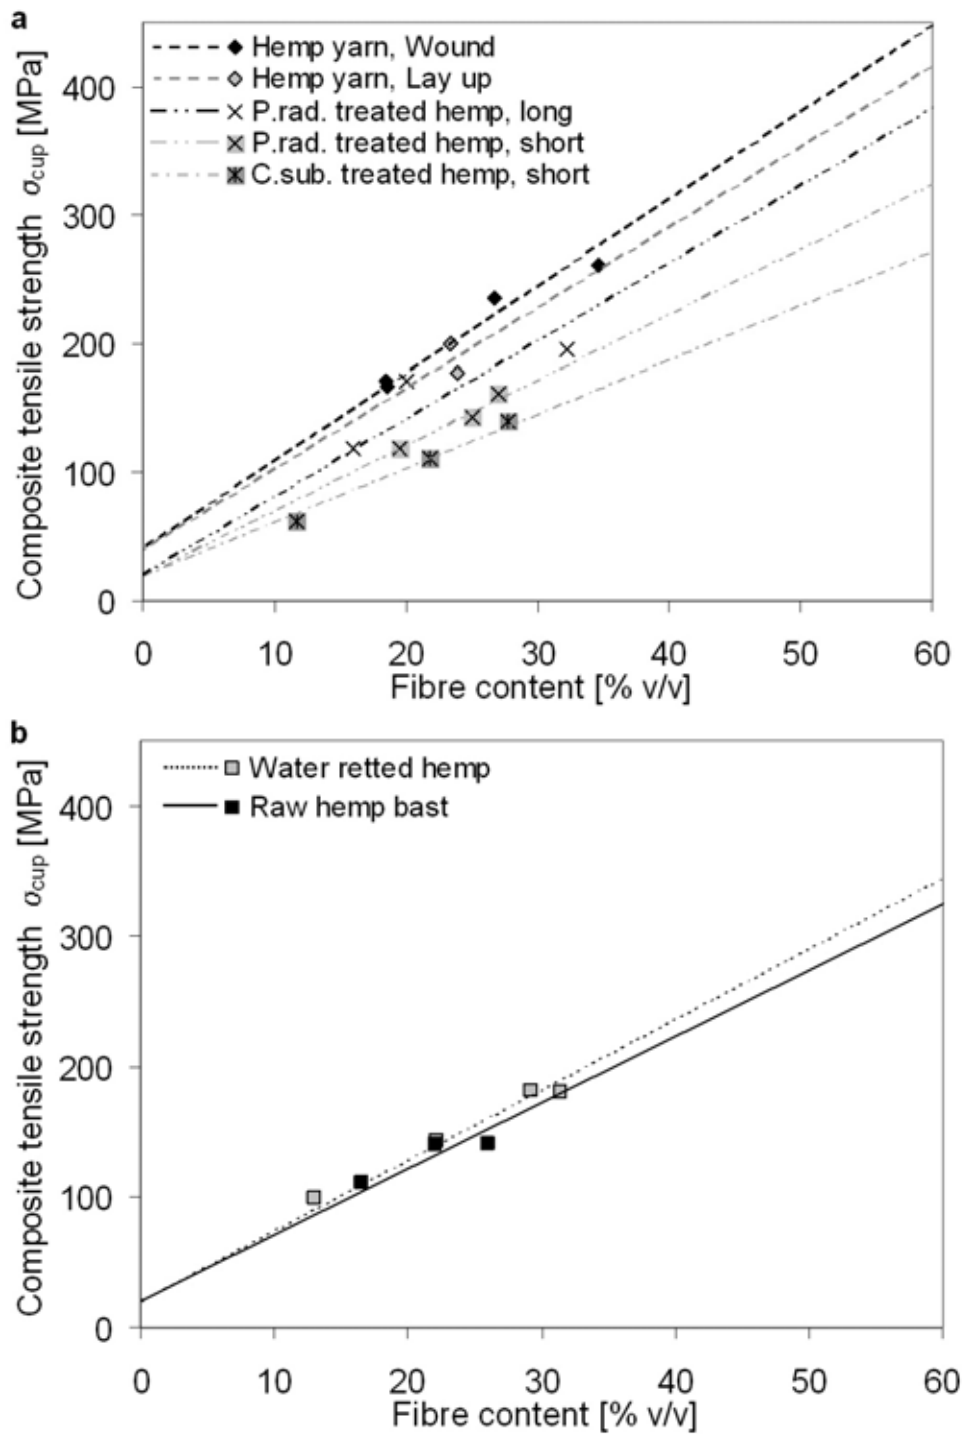 a
Composite tensile strength σcup [MPa]
Hemp yarn, Wound
Hemp yarn, Lay up
P.rad. treated hemp, long
P.rad. treated hemp, short
C.sub. treated hemp, short
400
300
200
100
0
0 10 20 30 40 50 60
Fibre content [% v/v]
b
Composite tensile strength σcup [MPa]
Water retted hemp
Raw hemp bast
400
300
200
100
0
0 10 20 30 40 50 60
Fibre content [% v/v]